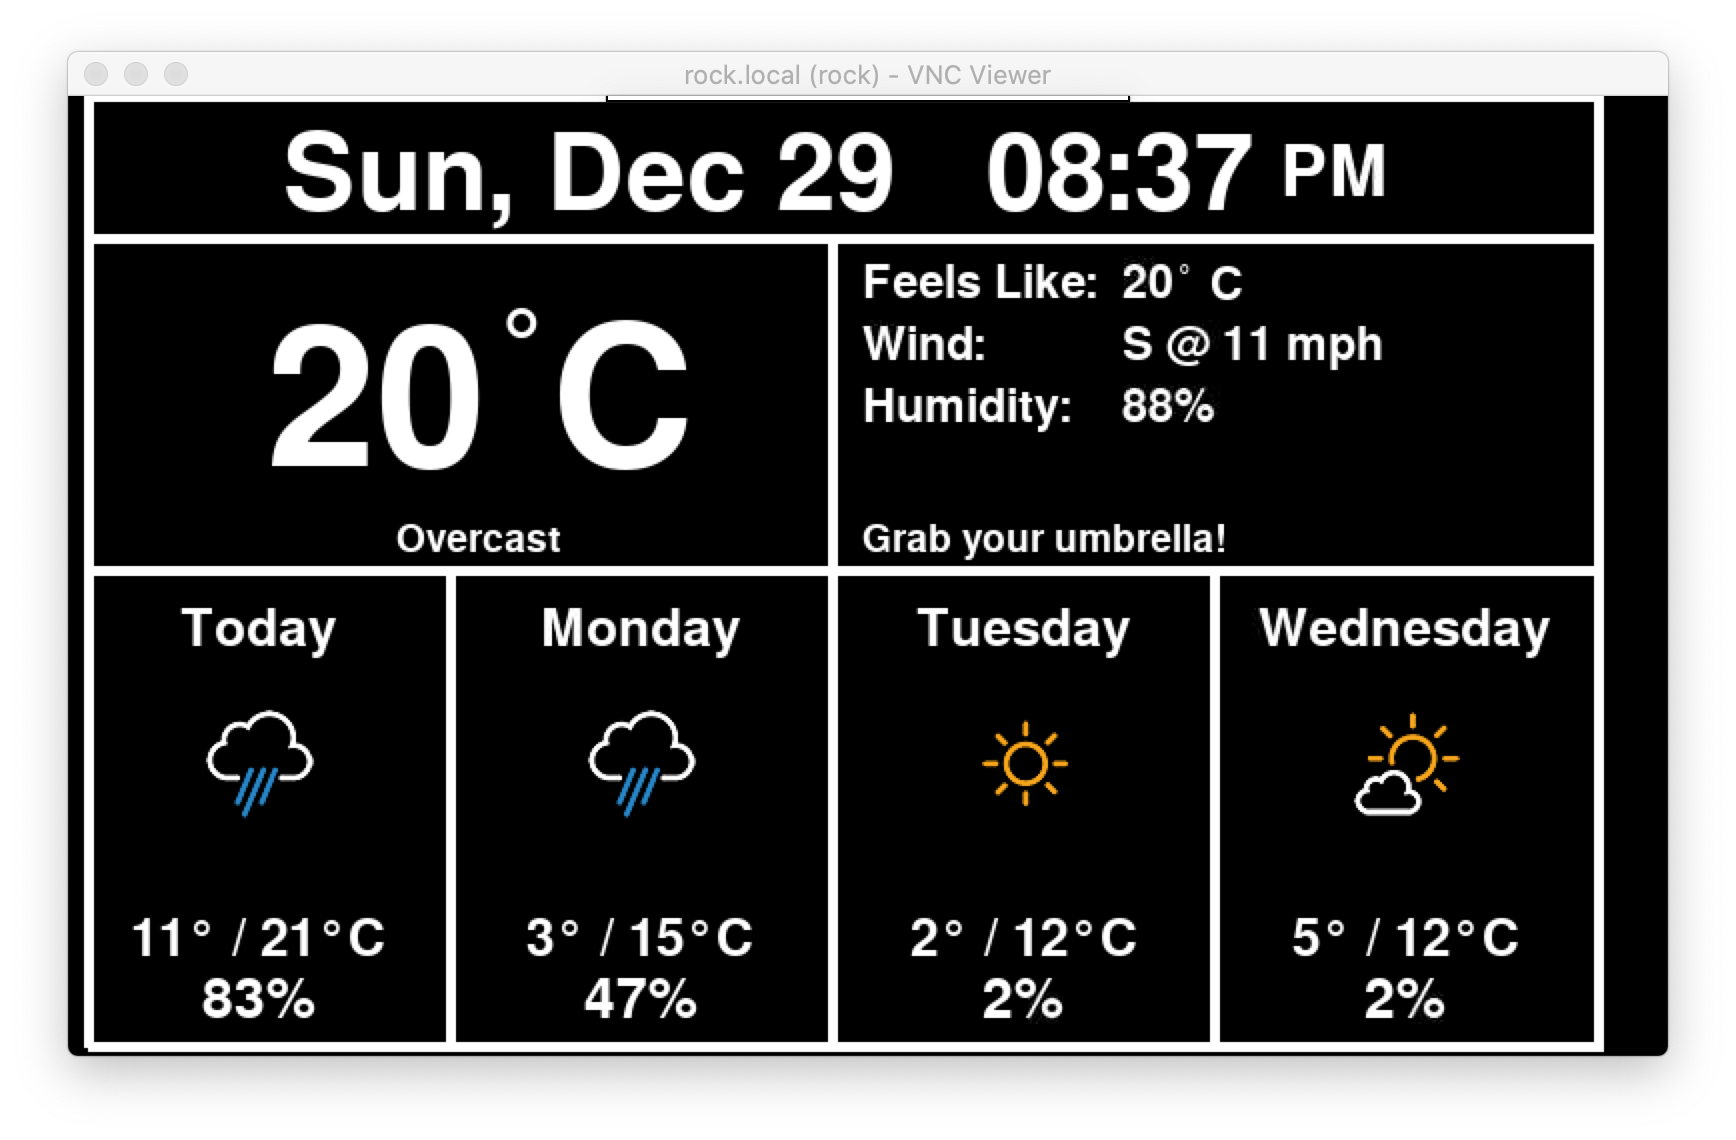 rock.local (rock) - VNC Viewer
Sun, Dec 29 08:37 PM
20°C
Overcast
Feels Like: 20° C
Wind: S @ 11 mph
Humidity: 88%
Grab your umbrella!
Today
11° / 21°C
83%
Monday
3° / 15°C
47%
Tuesday
2° / 12°C
2%
Wednesday
5° / 12°C
2%